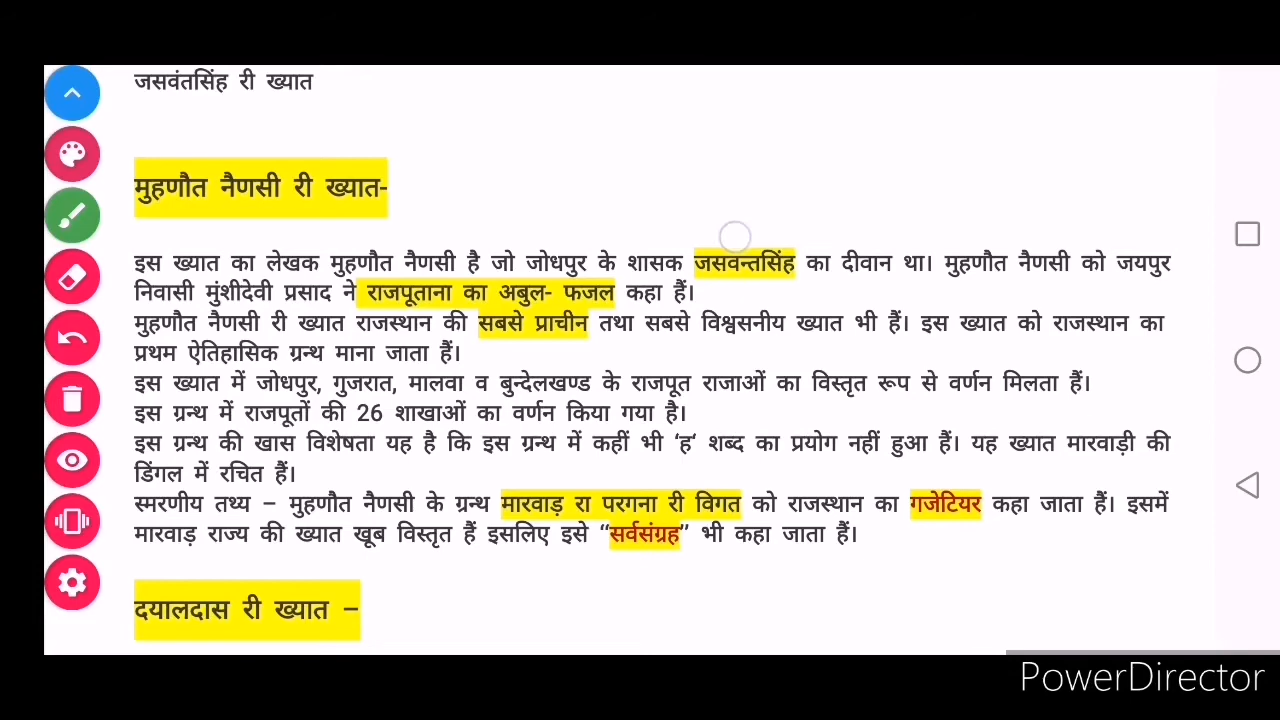 जसवंतसिंह री ख्यात
मुहणौत नैणसी री ख्यात-
इस ख्यात का लेखक मुहणौत नैणसी है जो जोधपुर के शासक जसवन्तसिंह का दीवान था। मुहणौत नैणसी को जयपुर
निवासी मुंशीदेवी प्रसाद ने राजपूताना का अबुल- फजल कहा हैं।
मुहणौत नैणसी री ख्यात राजस्थान की सबसे प्राचीन तथा सबसे विश्वसनीय ख्यात भी हैं। इस ख्यात को राजस्थान का
प्रथम ऐतिहासिक ग्रन्थ माना जाता हैं।
इस ख्यात में जोधपुर, गुजरात, मालवा व बुन्देलखण्ड के राजपूत राजाओं का विस्तृत रूप से वर्णन मिलता हैं।
इस ग्रन्थ में राजपूतों की 26 शाखाओं का वर्णन किया गया है।
इस ग्रन्थ की खास विशेषता यह है कि इस ग्रन्थ में कहीं भी ‘ह‘ शब्द का प्रयोग नहीं हुआ हैं। यह ख्यात मारवाड़ी की
डिंगल में रचित हैं।
स्मरणीय तथ्य – मुहणौत नैणसी के ग्रन्थ मारवाड़ रा परगना री विगत को राजस्थान का गजेटियर कहा जाता हैं। इसमें
मारवाड़ राज्य की ख्यात खूब विस्तृत हैं इसलिए इसे “सर्वसंग्रह” भी कहा जाता हैं।
दयालदास री ख्यात –
PowerDirector